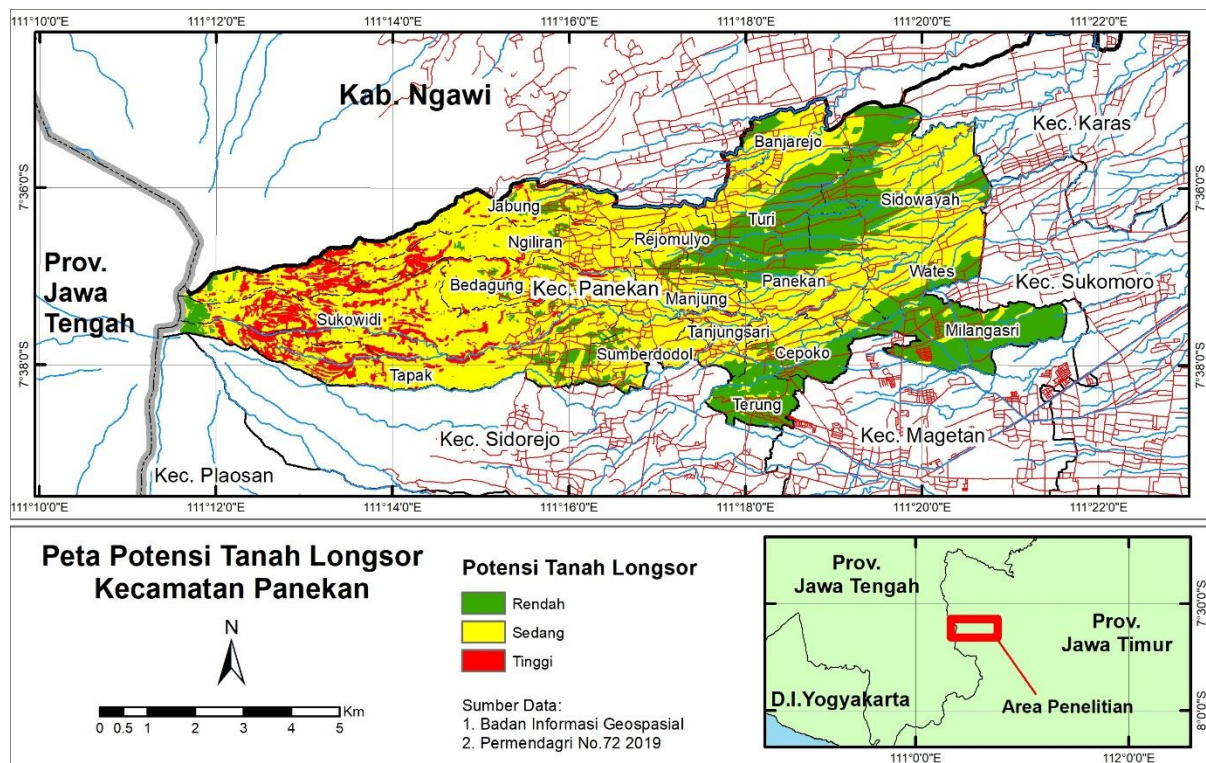 111°10'0"E
111°12'0"E
111°14'0"E
111°16'0"E
111°18'0"E
111°20'0"E
111°22'0"E
Kab. Ngawi
Kec. Karas
Banjarejo
7°36'0"S
7°36'0"S
Jabung
Sidowayah
Turi
Ngiliran
Rejomulyo
Prov.
Jawa
Tengah
Wates
Bedagung
Kec. Panekan
Panekan
Kec. Sukomoro
Manjung
Sukowidi
Tanjungsari
Milangasri
Sumberdodol
Cepoko
7°38'0"S
7°38'0"S
Tapak
Terung
Kec. Sidorejo
Kec. Magetan
Kec. Plaosan
111°10'0"E
111°12'0"E
111°14'0"E
111°16'0"E
111°18'0"E
111°20'0"E
111°22'0"E
Peta Potensi Tanah Longsor
Kecamatan Panekan
N
0 0.5 1 2 3 4 5
Km
Potensi Tanah Longsor
Rendah
Sedang
Tinggi
Sumber Data:
1. Badan Informasi Geospasial
2. Permendagri No.72 2019
Prov.
Jawa Tengah
Prov.
Jawa Timur
D.I.Yogyakarta
Area Penelitian
7°30'0"S
8°0'0"S
111°0'0"E
112°0'0"E